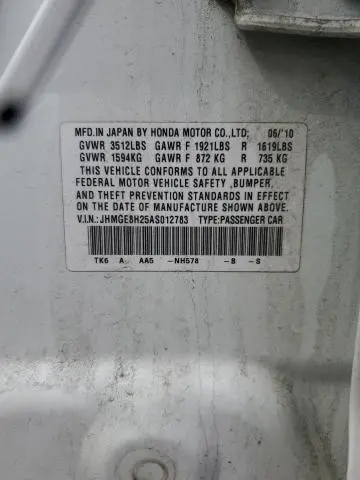 MFD.IN JAPAN BY HONDA MOTOR CO.,LTD; 06/'10
GVWR 3512LBS GAWR F 1921LBS R 1619LBS
GVWR 1594KG GAWR F 872 KG R 735 KG
THIS VEHICLE CONFORMS TO ALL APPLICABLE
FEDERAL MOTOR VEHICLE SAFETY ,BUMPER,
AND THEFT PREVENTION STANDARDS IN EFFECT
ON THE DATE OF MANUFACTURE SHOWN ABOVE.
V.I.N.: JHMGE8H25AS012783 TYPE:PASSENGER CAR
TK6 A AA5 -NH578 -B -S